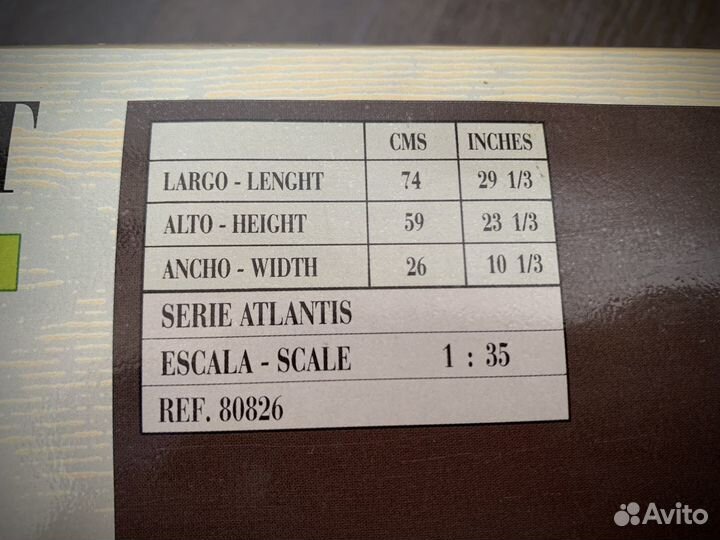 T
CMS INCHES
LARGO - LENGHT 74 29 1/3
ALTO - HEIGHT 59 23 1/3
ANCHO - WIDTH 26 10 1/3
SERIE ATLANTIS
ESCALA - SCALE 1 : 35
REF. 80826
Avito